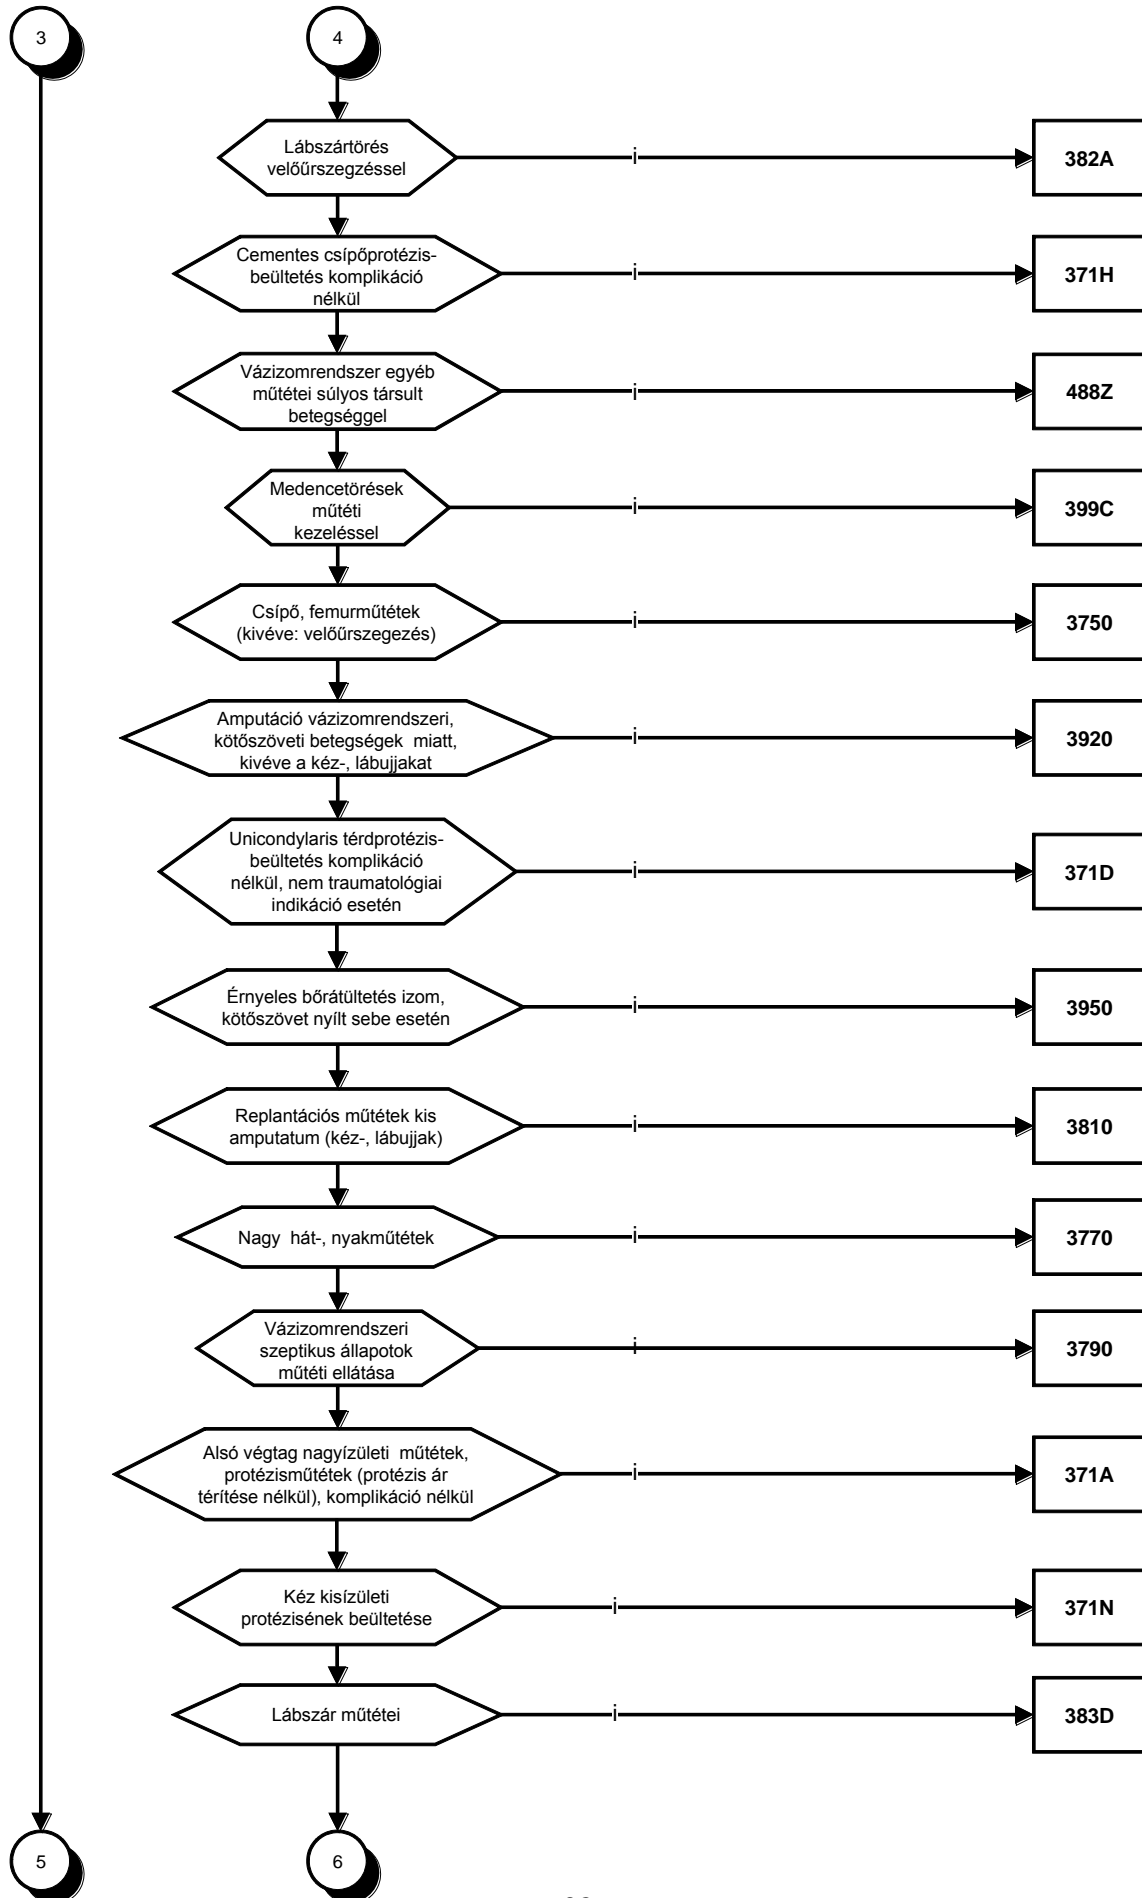 3
4
Lábszártörés
velőűrszegzéssel
i
382A
Cementes csípőprotézis-
beültetés komplikáció
nélkül
i
371H
Vázizomrendszer egyéb
műtétei súlyos társult
betegséggel
i
488Z
Medencetörések
műtéti
kezeléssel
i
399C
Csípő, femurműtétek
(kivéve: velőűrszegezés)
i
3750
Amputáció vázizomrendszeri,
kötőszöveti betegségek miatt,
kivéve a kéz-, lábujjakat
i
3920
Unicondylaris térdprotézis-
beültetés komplikáció
nélkül, nem traumatológiai
indikáció esetén
i
371D
Érnyeles bőrátültetés izom,
kötőszövet nyílt sebe esetén
i
3950
Replantációs műtétek kis
amputatum (kéz-, lábujjak)
i
3810
Nagy hát-, nyakműtétek
i
3770
Vázizomrendszeri
szeptikus állapotok
műtéti ellátása
i
3790
Alsó végtag nagyízületi műtétek,
protézisműtétek (protézis ár
térítése nélkül), komplikáció nélkül
i
371A
Kéz kisízületi
protézisének beültetése
i
371N
Lábszár műtétei
i
383D
5
6